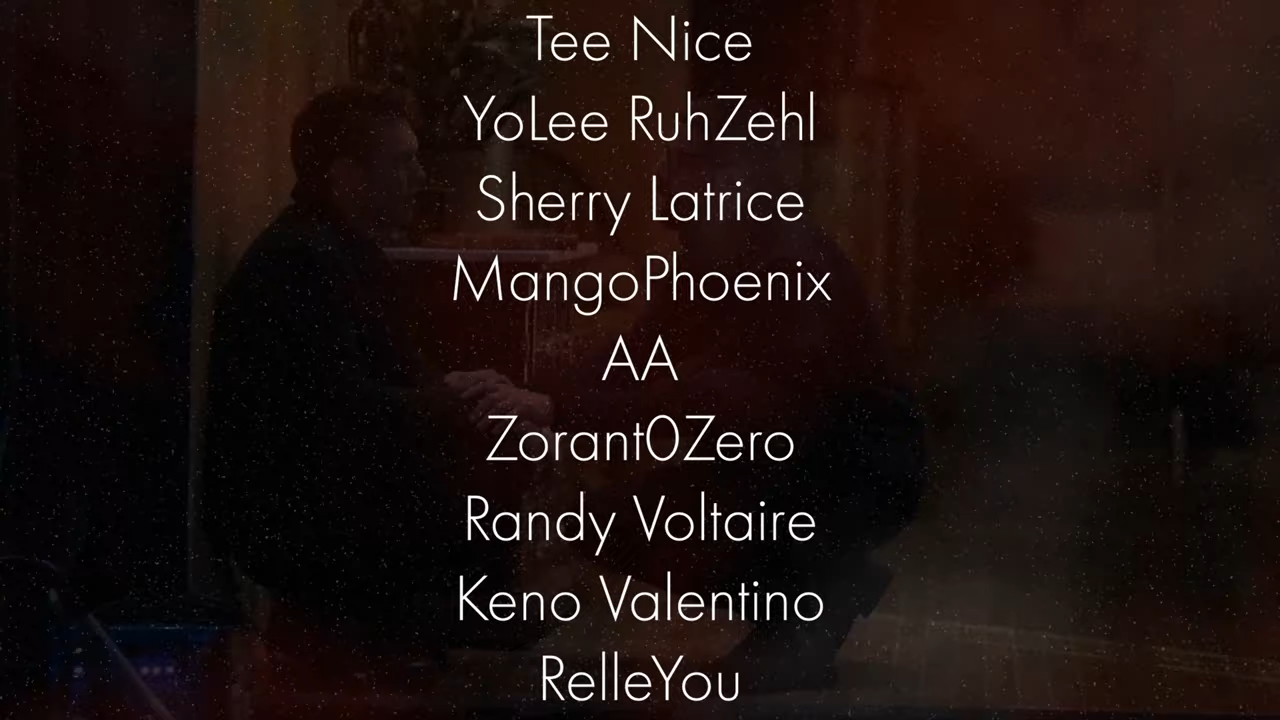 Tee Nice
YoLee RuhZehl
Sherry Latrice
MangoPhoenix
AA
Zorant0Zero
Randy Voltaire
Keno Valentino
RelleYou